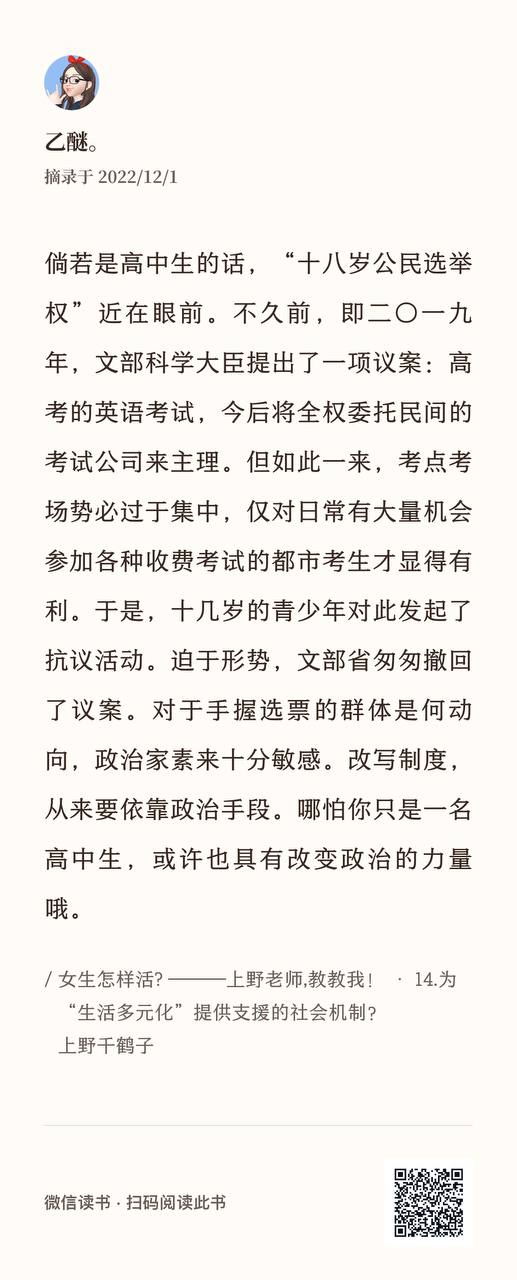 乙醚。
摘录于 2022/12/1
倘若是高中生的话，“十八岁公民选举
权”近在眼前。不久前，即二〇一九
年，文部科学大臣提出了一项议案：高
考的英语考试，今后将全权委托民间的
考试公司来主理。但如此一来，考点考
场势必过于集中，仅对日常有大量机会
参加各种收费考试的都市考生才显得有
利。于是，十几岁的青少年对此发起了
抗议活动。迫于形势，文部省匆匆撤回
了议案。对于手握选票的群体是何动
向，政治家素来十分敏感。改写制度，
从来要依靠政治手段。哪怕你只是一名
高中生，或许也具有改变政治的力量
哦。
/ 女生怎样活? ———上野老师,教教我！ · 14.为
“生活多元化”提供支援的社会机制?
上野千鹤子
微信读书 · 扫码阅读此书